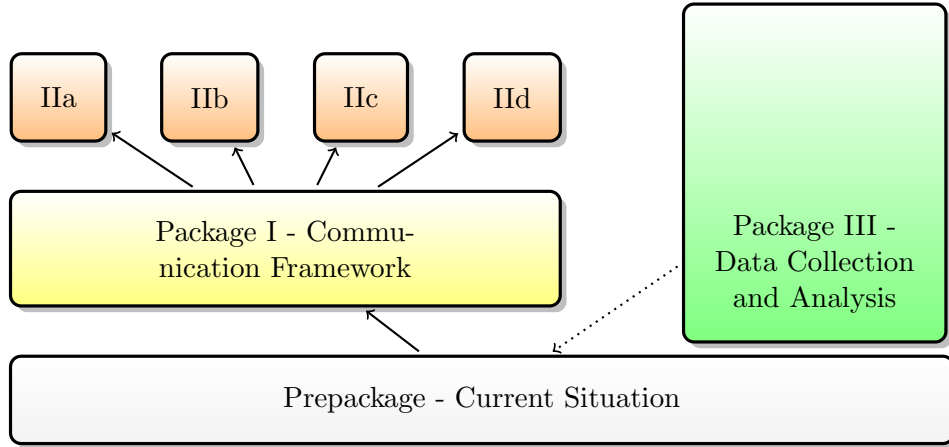 IIa
IIb
IIc
IId
Package I - Commu-
nication Framework
Package III -
Data Collection
and Analysis
Prepackage - Current Situation